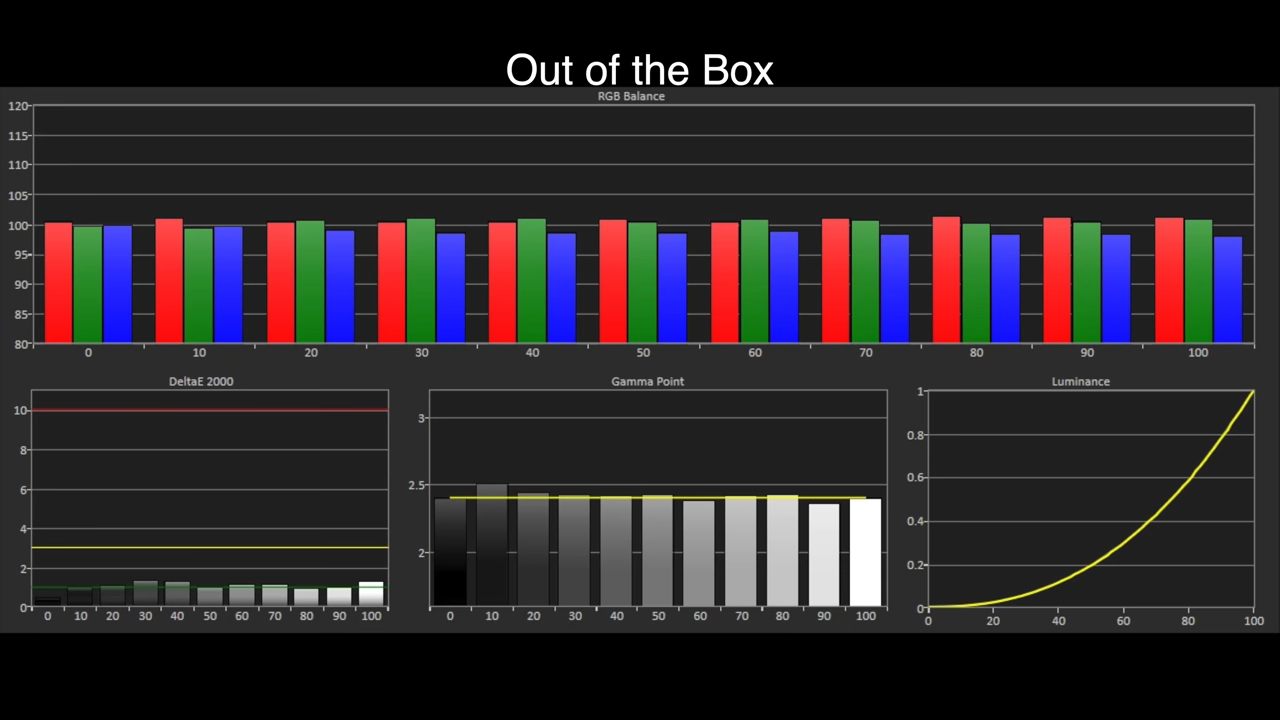 Out of the Box
RGB Balance
120
115
110
105
100
95
90
85
80
0 10 20 30 40 50 60 70 80 90 100
DeltaE 2000
10
8
6
4
2
0
0 10 20 30 40 50 60 70 80 90 100
Gamma Point
3
2.5
2
0 10 20 30 40 50 60 70 80 90 100
Luminance
1
0.8
0.6
0.4
0.2
0
0 20 40 60 80 100